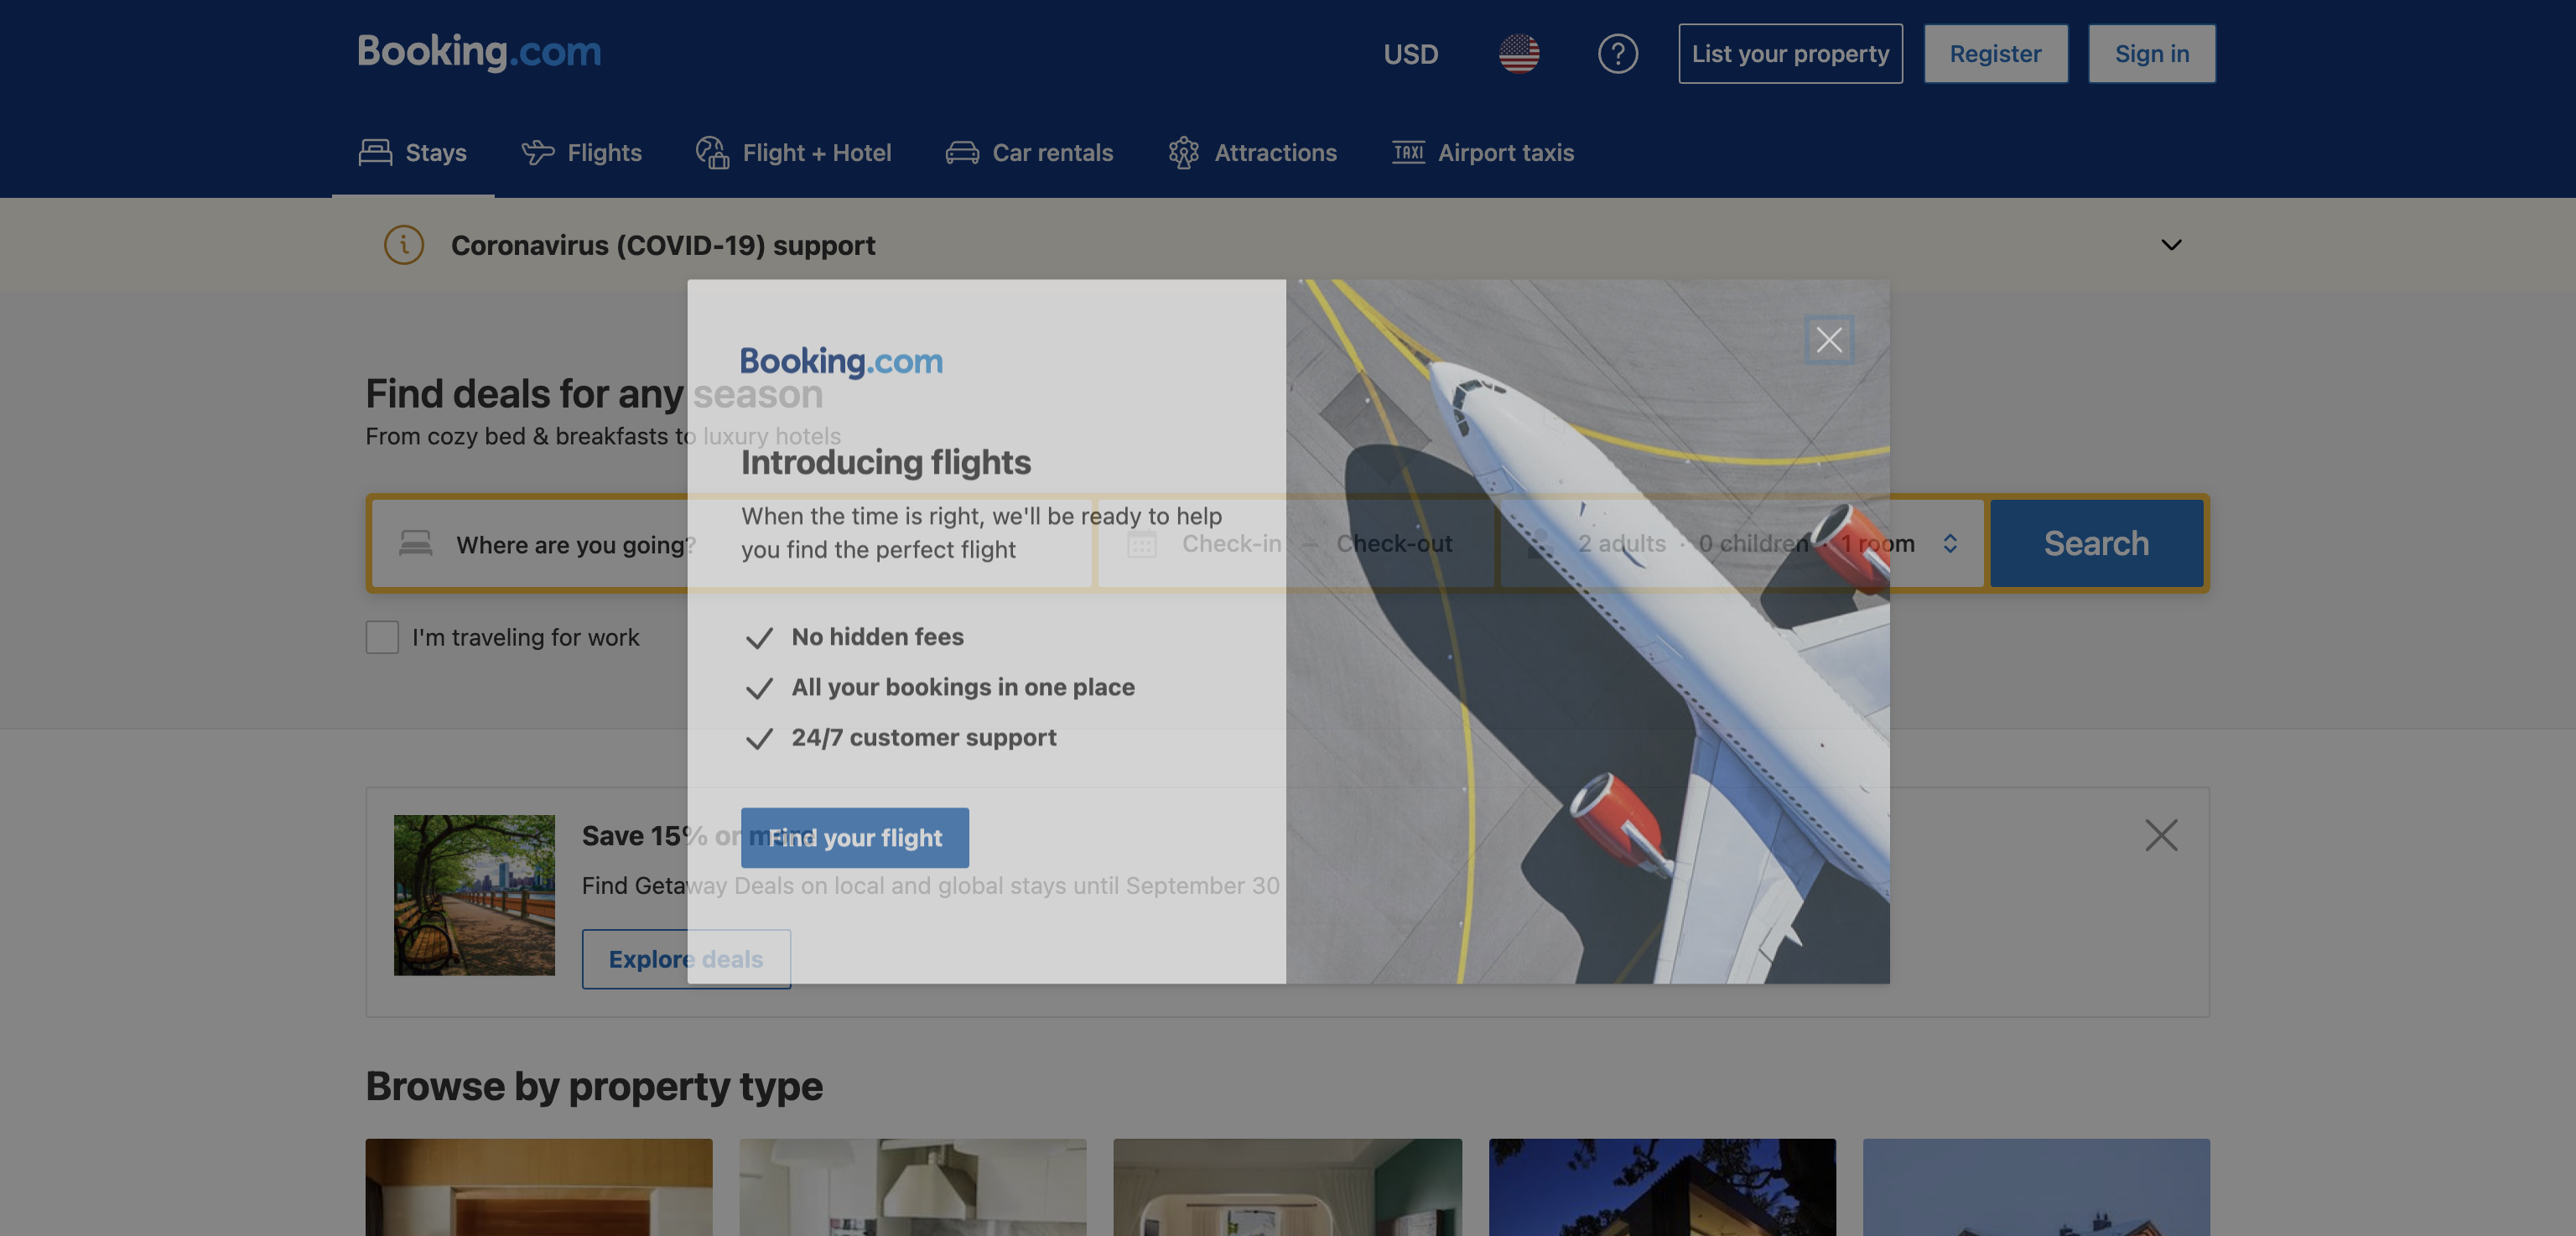 Booking.com
USD
List your property
Register
Sign in
Stays
Flights
Flight + Hotel
Car rentals
Attractions
TAXI Airport taxis
Coronavirus (COVID-19) support
Find deals for any season
From cozy bed & breakfasts to luxury hotels
Where are you going?
Check-in — Check-out
2 adults · 0 children · 1 room
Search
I'm traveling for work
Booking.com
Introducing flights
When the time is right, we'll be ready to help
you find the perfect flight
No hidden fees
All your bookings in one place
24/7 customer support
Find your flight
Save 15% or more
Find Getaway Deals on local and global stays until September 30
Explore deals
Browse by property type